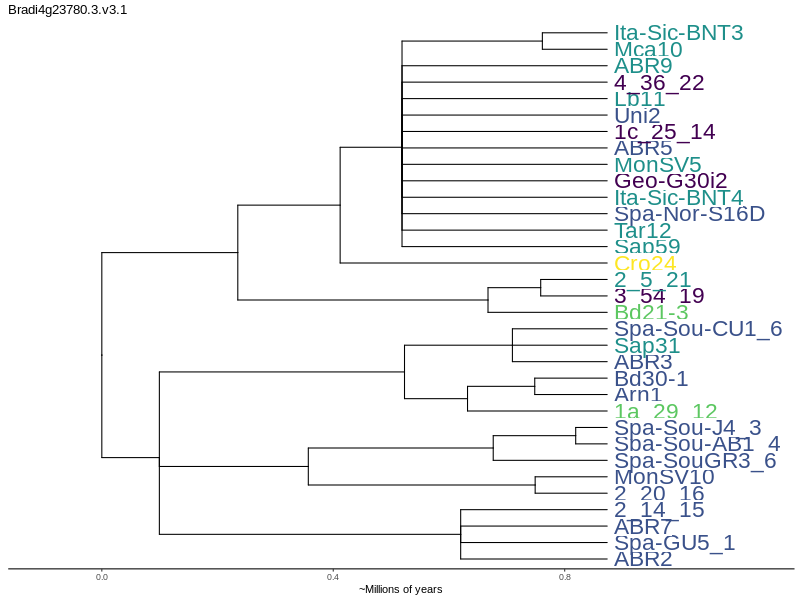 Bradi4g23780.3.v3.1
Ita-Sic-BNT3
Mca10
ABR9
4_36_22
Lb11
Uni2
1c_25_14
ABR5
MonSV5
Geo-G30i2
Ita-Sic-BNT4
Spa-Nor-S16D
Tar12
Sap59
Cro24
2_5_21
3_54_19
Bd21-3
Spa-Sou-CU1_6
Sap31
ABR3
Bd30-1
Arn1
1a_29_12
Spa-Sou-J4_3
Spa-Sou-AB1_4
Spa-SouGR3_6
MonSV10
2_20_16
2_14_15
ABR7
Spa-GU5_1
ABR2
0.0 0.4 0.8
~Millions of years